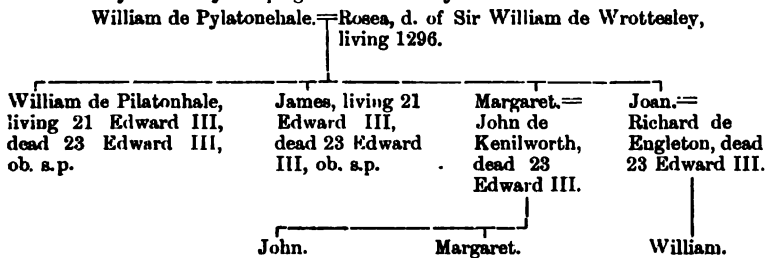 William de Pylatonehale.=Rosea, d. of Sir William de Wrottesley,
living 1296.
William de Pilatonhale,
living 21 Edward III,
dead 23 Edward III,
ob. s.p.
James, living 21
Edward III,
dead 23 Edward
III, ob. s.p.
Margaret.=
John de
Kenilworth,
dead 23
Edward III.
Joan.=
Richard de
Engleton, dead
23 Edward III.
John.
Margaret.
William.